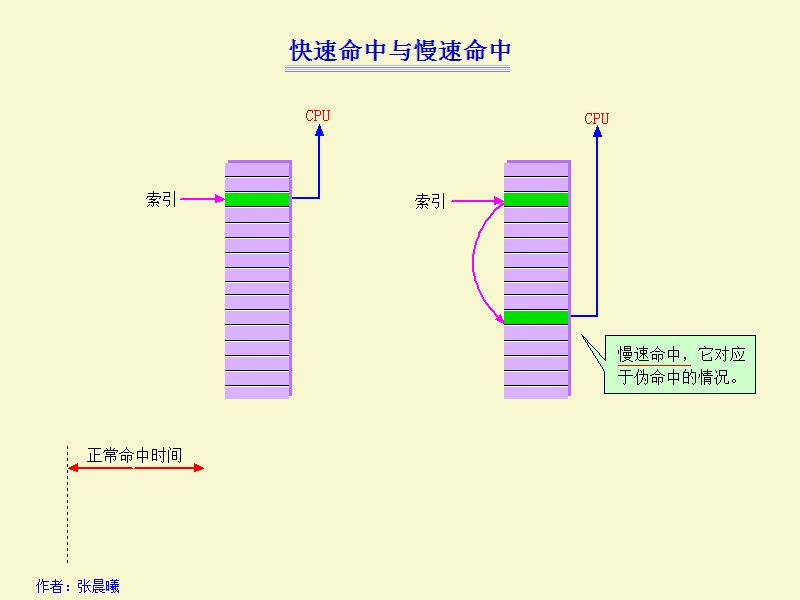 快速命中与慢速命中
CPU
CPU
索引
索引
慢速命中，它对应
于伪命中的情况。
正常命中时间
作者：张晨曦